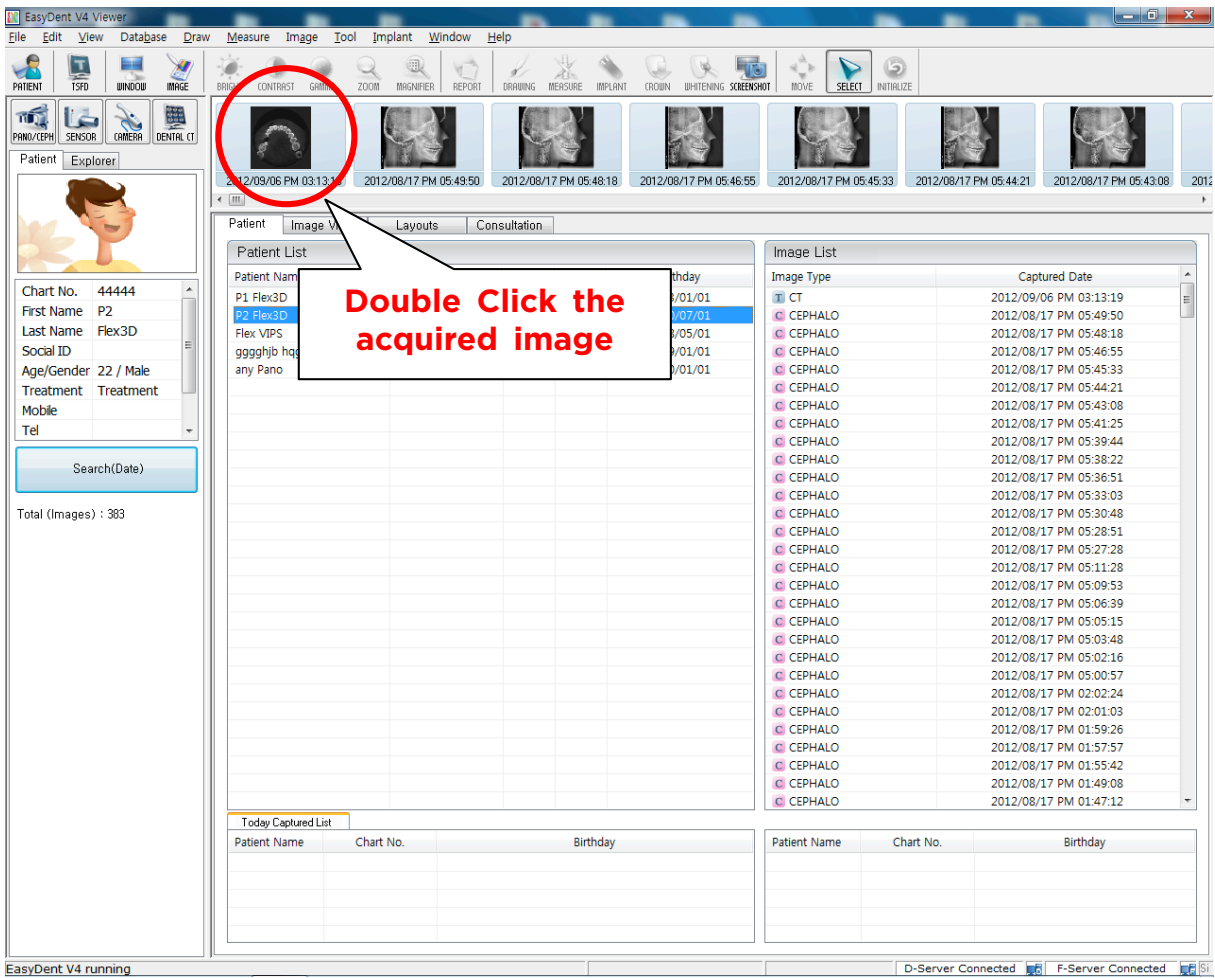 EasyDent V4 Viewer
File Edit View Database Draw Measure Image Tool Implant Window Help
PATIENT TSFD WINDOW IMAGE CONTRAST ZOOM MAGNIFIER REPORT DRAWING MEASURE IMPLANT CROWN WHITENING SCREENSHOT MOVE SELECT INITIALIZE
PANO/CEPH SENSOR CAMERA DENTAL CT
Patient Explorer
2012/09/06 PM 03:13:19 2012/08/17 PM 05:49:50 2012/08/17 PM 05:48:18 2012/08/17 PM 05:46:55 2012/08/17 PM 05:45:33 2012/08/17 PM 05:44:21 2012/08/17 PM 05:43:08
Chart No. 44444
First Name P2
Last Name Flex3D
Social ID
Age/Gender 22 / Male
Treatment Treatment
Mobile
Tel
Search(Date)
Total (Images) : 383
Patient Layouts Consultation
Patient List
P1 Flex3D
P2 Flex3D
Flex VIPS
any Pano
Double Click the
acquired image
Image List
Image Type Captured Date
CT 2012/09/06 PM 03:13:19
C CEPHALO 2012/08/17 PM 05:49:50
C CEPHALO 2012/08/17 PM 05:48:18
C CEPHALO 2012/08/17 PM 05:46:55
C CEPHALO 2012/08/17 PM 05:45:33
C CEPHALO 2012/08/17 PM 05:44:21
C CEPHALO 2012/08/17 PM 05:43:08
C CEPHALO 2012/08/17 PM 05:41:25
C CEPHALO 2012/08/17 PM 05:39:44
C CEPHALO 2012/08/17 PM 05:38:22
C CEPHALO 2012/08/17 PM 05:36:51
C CEPHALO 2012/08/17 PM 05:33:03
C CEPHALO 2012/08/17 PM 05:30:48
C CEPHALO 2012/08/17 PM 05:28:51
C CEPHALO 2012/08/17 PM 05:27:28
C CEPHALO 2012/08/17 PM 05:11:28
C CEPHALO 2012/08/17 PM 05:09:53
C CEPHALO 2012/08/17 PM 05:06:39
C CEPHALO 2012/08/17 PM 05:05:15
C CEPHALO 2012/08/17 PM 05:03:48
C CEPHALO 2012/08/17 PM 05:02:16
C CEPHALO 2012/08/17 PM 05:00:57
C CEPHALO 2012/08/17 PM 02:02:24
C CEPHALO 2012/08/17 PM 02:01:03
C CEPHALO 2012/08/17 PM 01:59:26
C CEPHALO 2012/08/17 PM 01:57:57
C CEPHALO 2012/08/17 PM 01:55:42
C CEPHALO 2012/08/17 PM 01:49:08
C CEPHALO 2012/08/17 PM 01:47:12
Today Captured List
Patient Name Chart No. Birthday
Patient Name Chart No. Birthday
EasyDent V4 running D-Server Connected F-Server Connected